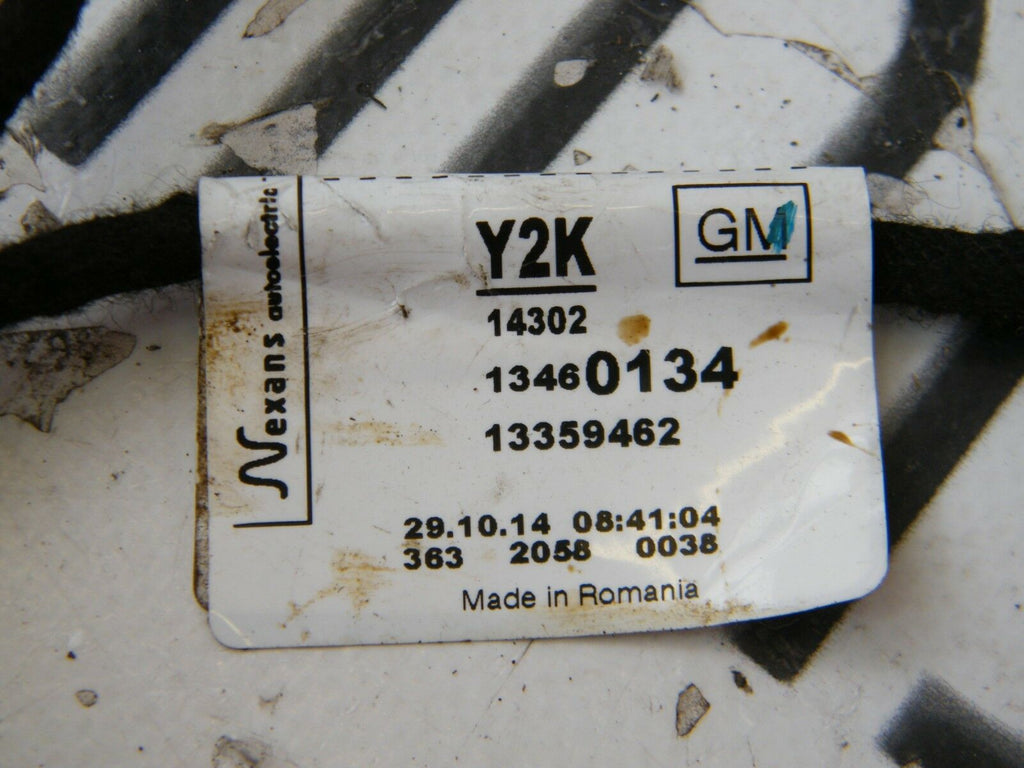 Nexans autoelectric
Y2K
GM
14302
13460134
13359462
29.10.14 08:41:04
363 2058 0038
Made in Romania